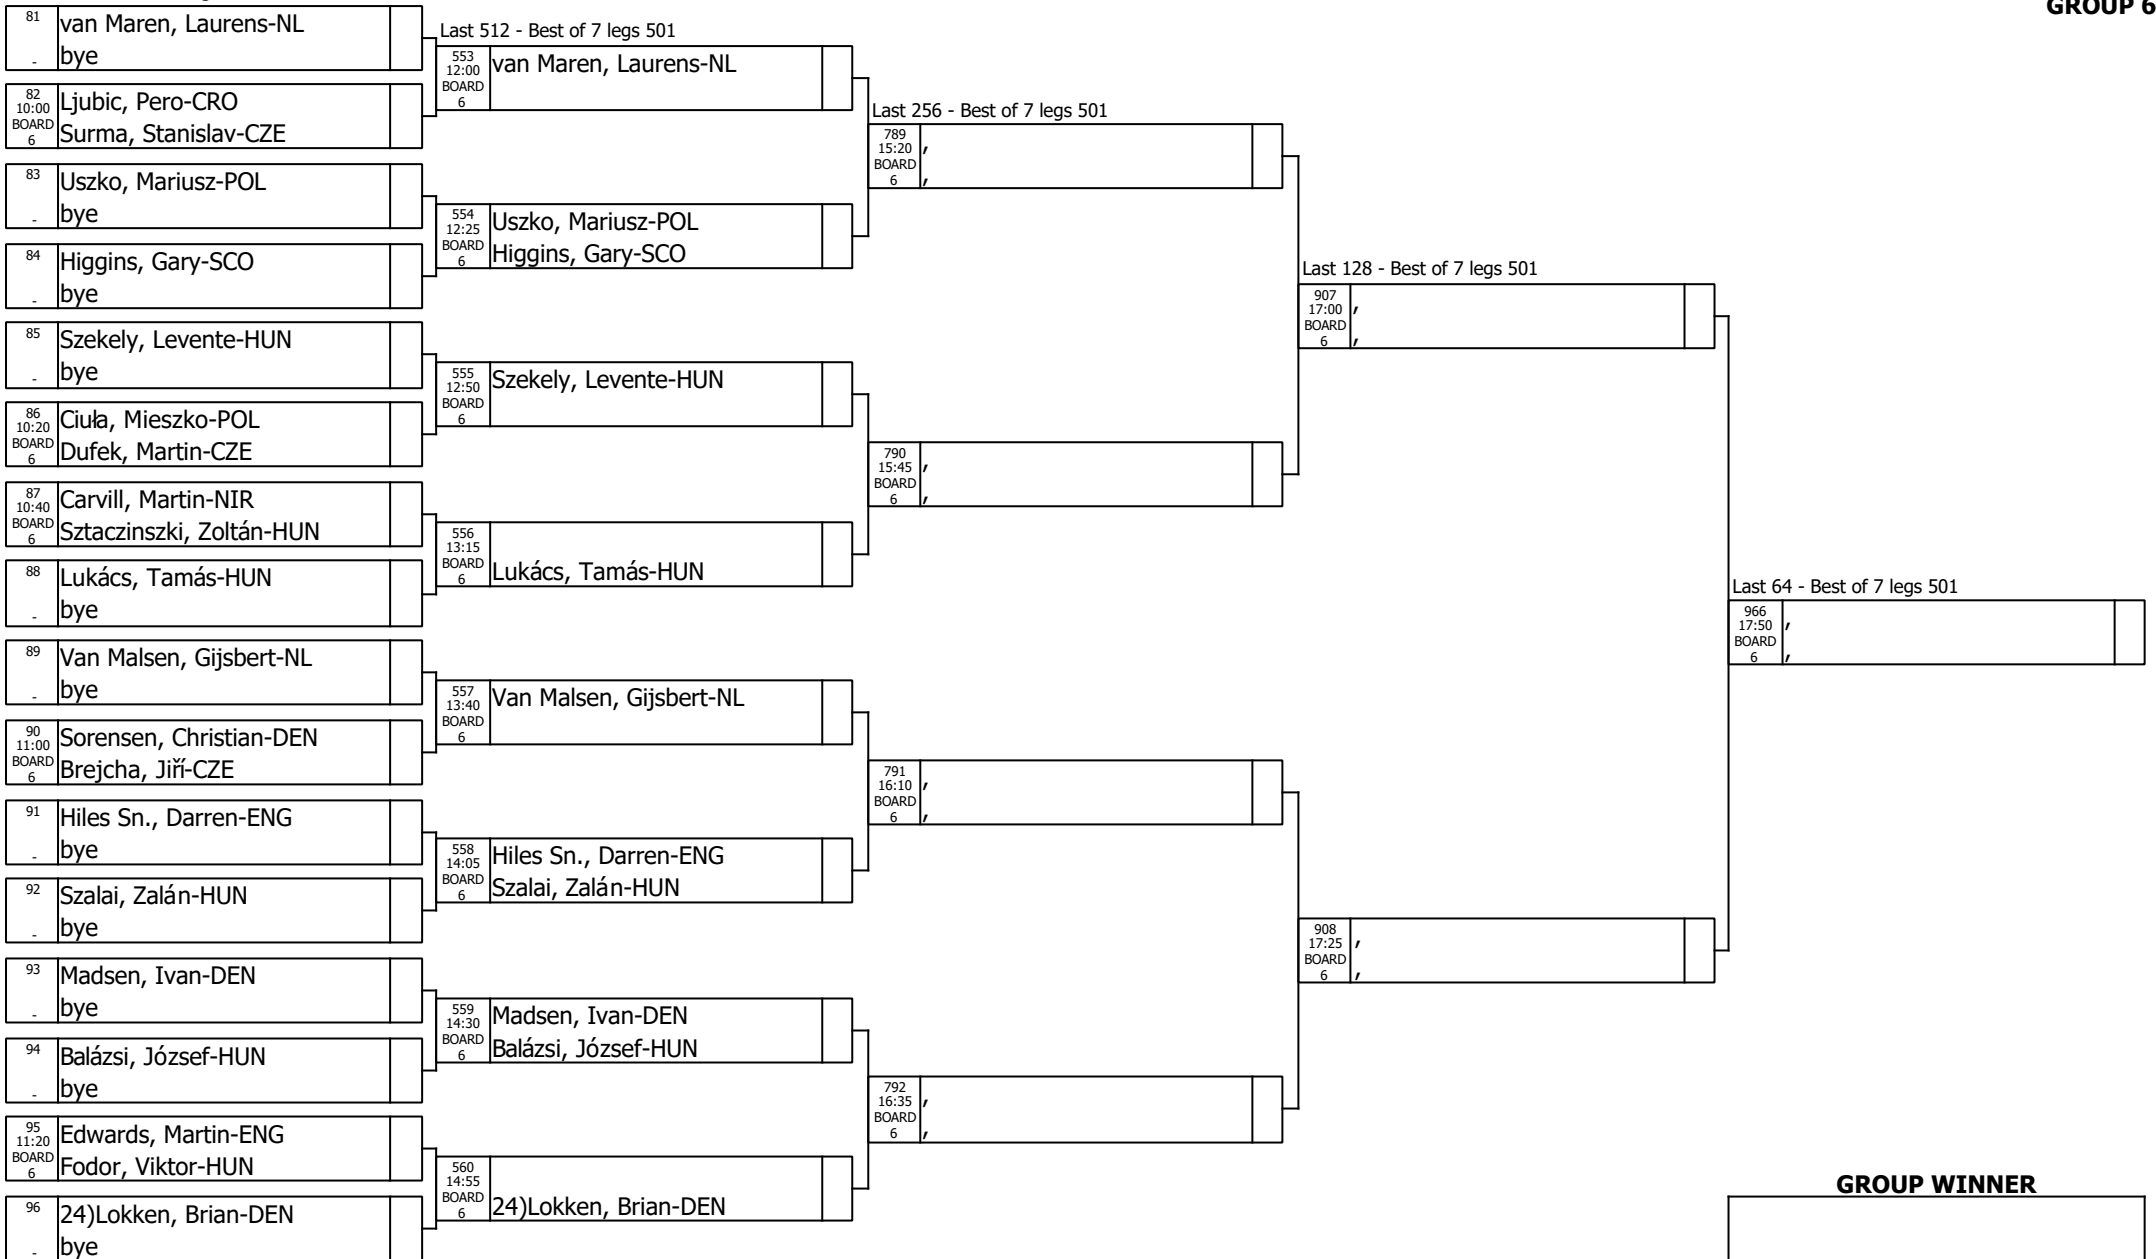 GROUP 6
81
van Maren, Laurens-NL
- bye
82
10:00
BOARD
6
Ljubic, Pero-CRO
Surma, Stanislav-CZE
83
Uszko, Mariusz-POL
- bye
84
Higgins, Gary-SCO
- bye
85
Szekely, Levente-HUN
- bye
86
10:20
BOARD
6
Ciuła, Mieszko-POL
Dufek, Martin-CZE
87
10:40
BOARD
6
Carvill, Martin-NIR
Sztaczinszki, Zoltán-HUN
88
Lukács, Tamás-HUN
- bye
89
Van Malsen, Gijsbert-NL
- bye
90
11:00
BOARD
6
Sorensen, Christian-DEN
Brejcha, Jiří-CZE
91
Hiles Sn., Darren-ENG
- bye
92
Szalai, Zalán-HUN
- bye
93
Madsen, Ivan-DEN
- bye
94
Balázsi, József-HUN
- bye
95
11:20
BOARD
6
Edwards, Martin-ENG
Fodor, Viktor-HUN
96
24)Lokken, Brian-DEN
- bye
Last 512 - Best of 7 legs 501
553
12:00
BOARD
6
van Maren, Laurens-NL
554
12:25
BOARD
6
Uszko, Mariusz-POL
Higgins, Gary-SCO
555
12:50
BOARD
6
Szekely, Levente-HUN
556
13:15
BOARD
6
Lukács, Tamás-HUN
557
13:40
BOARD
6
Van Malsen, Gijsbert-NL
558
14:05
BOARD
6
Hiles Sn., Darren-ENG
Szalai, Zalán-HUN
559
14:30
BOARD
6
Madsen, Ivan-DEN
Balázsi, József-HUN
560
14:55
BOARD
6
24)Lokken, Brian-DEN
Last 256 - Best of 7 legs 501
789
15:20
BOARD
6
,
,
790
15:45
BOARD
6
,
,
791
16:10
BOARD
6
,
,
792
16:35
BOARD
6
,
,
Last 128 - Best of 7 legs 501
907
17:00
BOARD
6
,
,
908
17:25
BOARD
6
,
,
Last 64 - Best of 7 legs 501
966
17:50
BOARD
6
,
,
GROUP WINNER